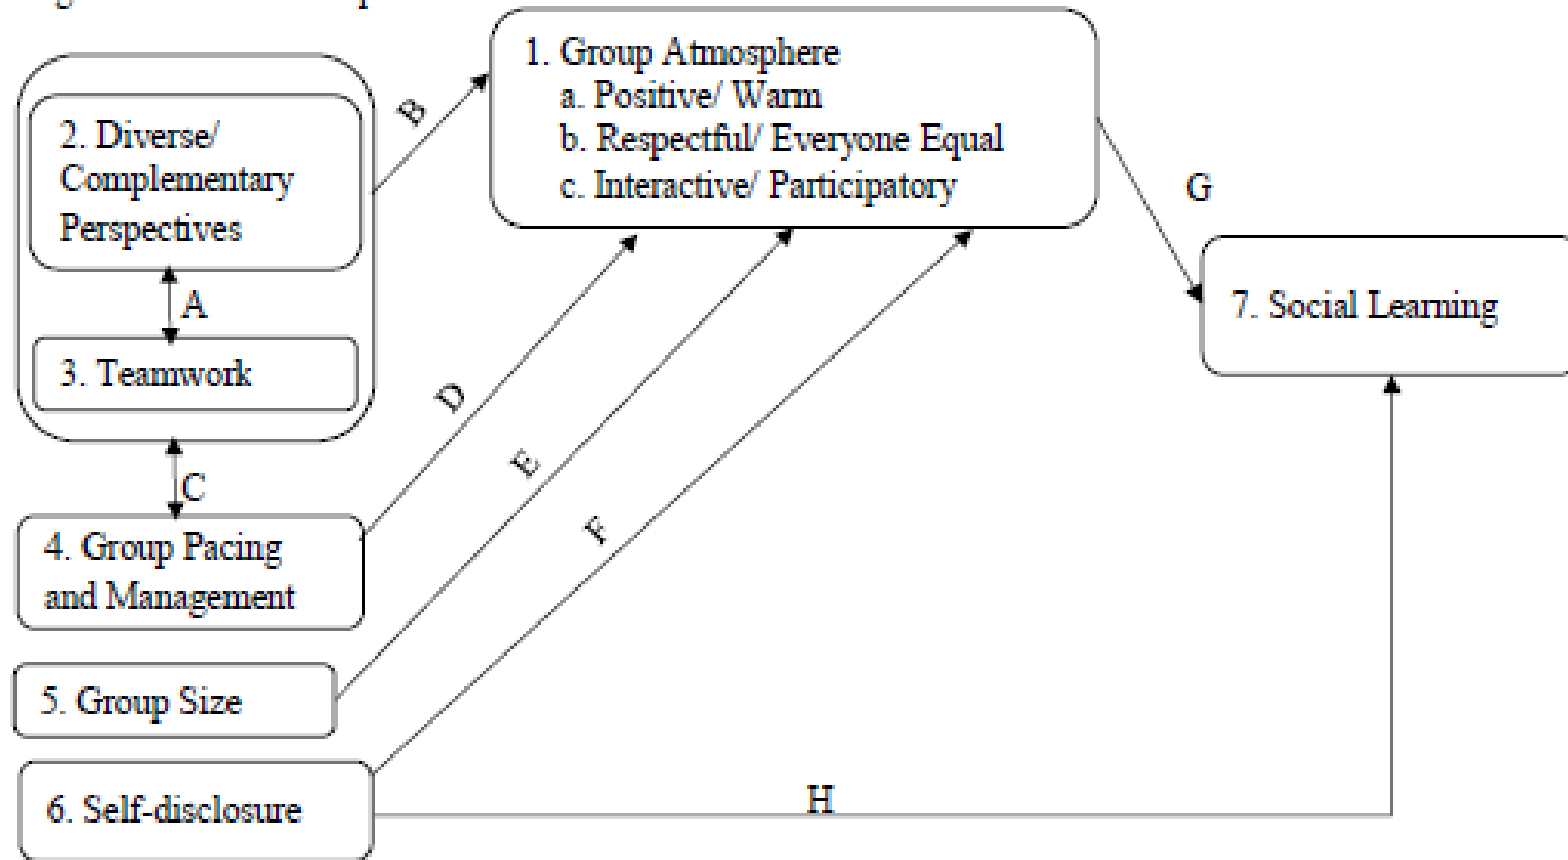 1. Group Atmosphere
a. Positive/ Warm
b. Respectful/ Everyone Equal
c. Interactive/ Participatory
2. Diverse/
Complementary
Perspectives
A
3. Teamwork
B
C
4. Group Pacing
and Management
D
E
F
5. Group Size
6. Self-disclosure
G
H
7. Social Learning